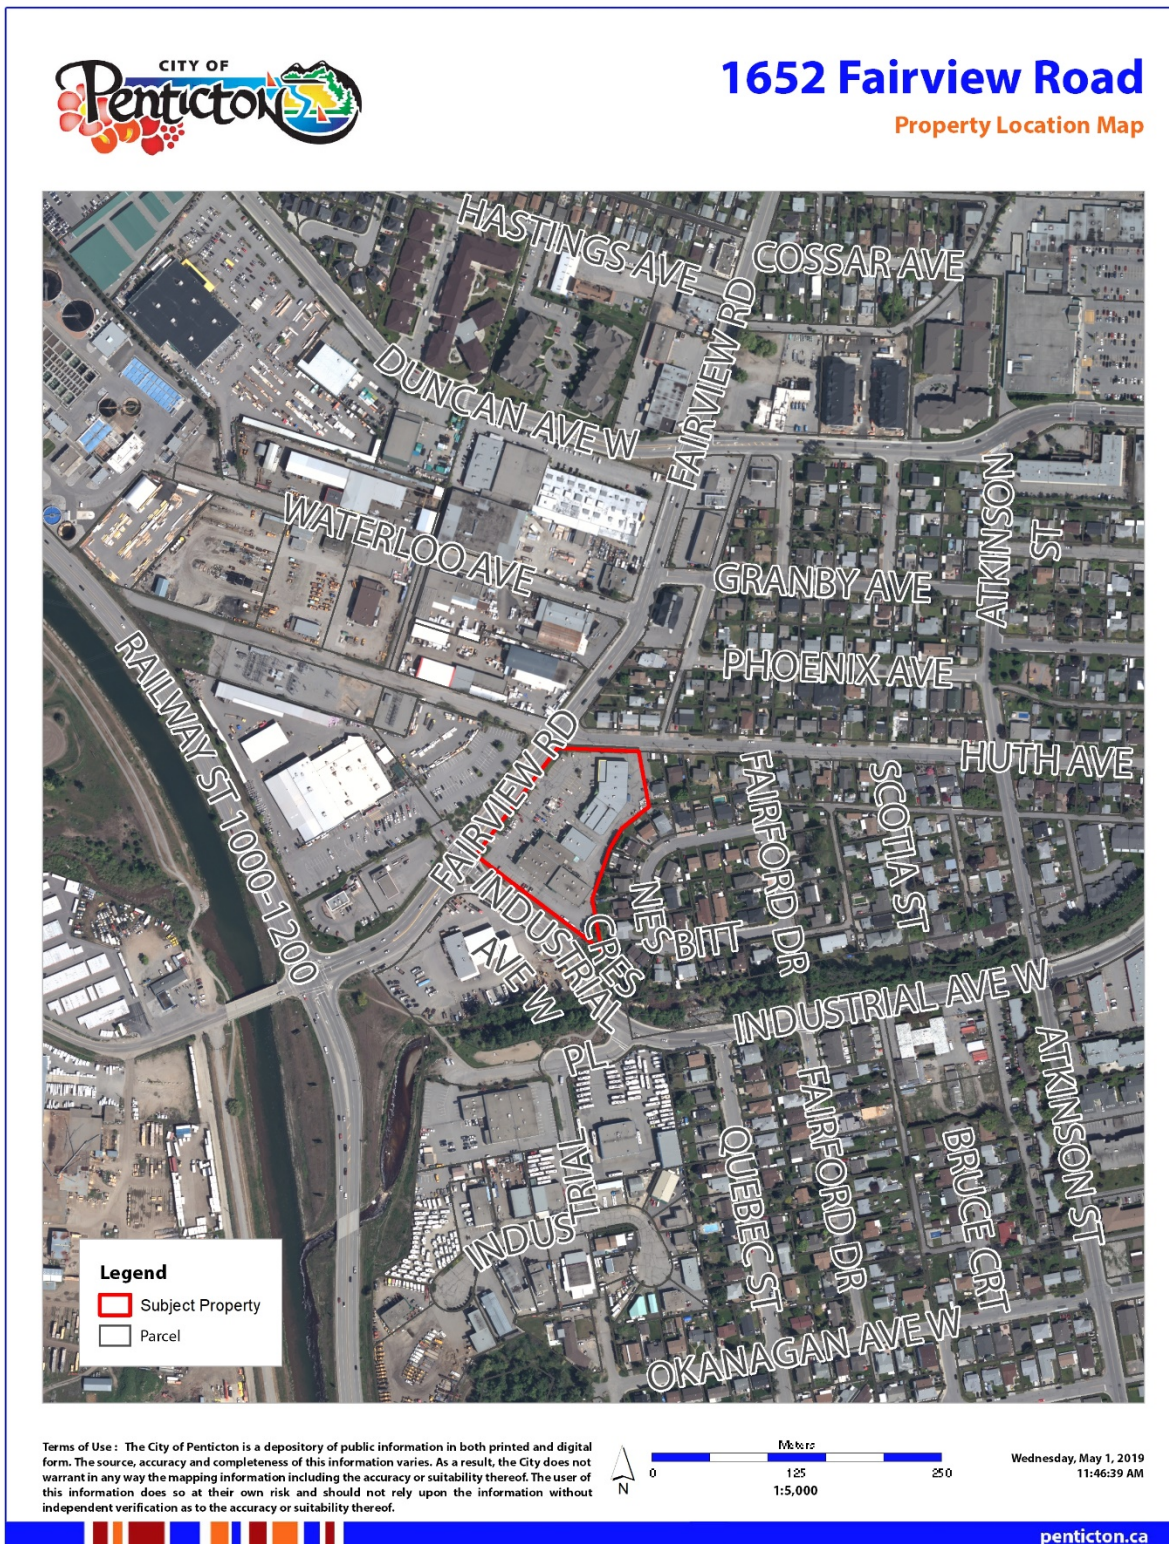 CITY OF
Penticton
1652 Fairview Road
Property Location Map
HASTINGS AVE
COSSAR AVE
FAIRVIEW RD
DUNCAN AVE W
ATKINSON
ST
WATERLOO AVE
GRANBY AVE
PHOENIX AVE
RAILWAY ST 1000-1200
FAIRVIEW RD
HUTH AVE
FAIRFORD DR
SCOTIA ST
INDUSTRIAL
AVE W
NESBITT
CRES
INDUSTRIAL AVE W
PL
INDUSTRIAL
QUEBEC ST
FAIRFORD DR
BRUCE CRT
ATKINSON ST
OKANAGAN AVE W
Legend
Subject Property
Parcel
Terms of Use : The City of Penticton is a depository of public information in both printed and digital
form. The source, accuracy and completeness of this information varies. As a result, the City does not
warrant in any way the mapping information including the accuracy or suitability thereof. The user of
this information does so at their own risk and should not rely upon the information without
independent verification as to the accuracy or suitability thereof.
N
Meters
0 125 250
1:5,000
Wednesday, May 1, 2019
11:46:39 AM
penticton.ca